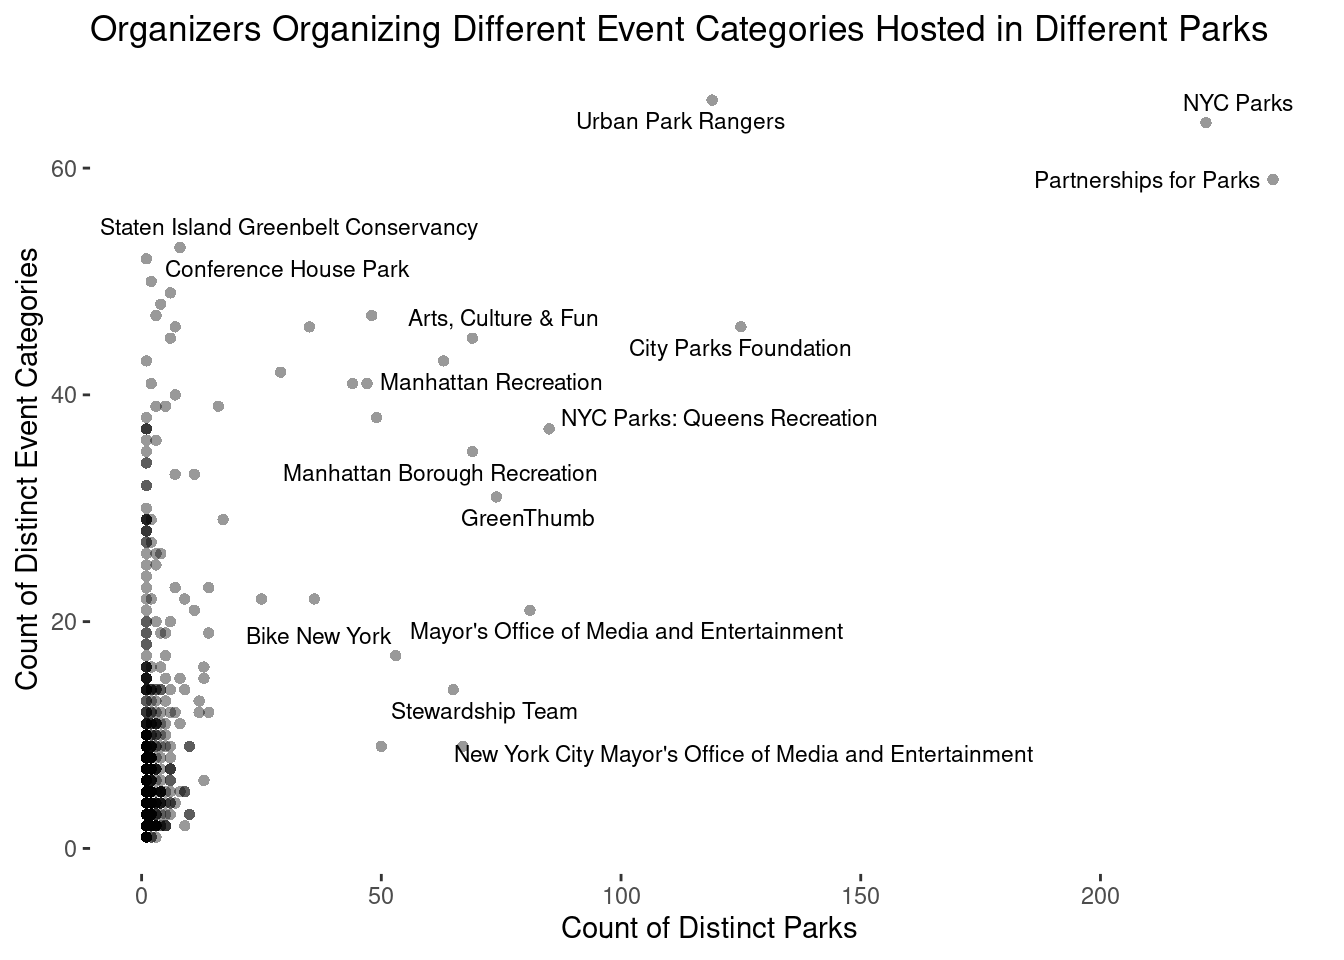 Organizers Organizing Different Event Categories Hosted in Different Parks
NYC Parks
Urban Park Rangers
60
Partnerships for Parks
Staten Island Greenbelt Conservancy
Conference House Park
Arts, Culture & Fun
City Parks Foundation
Manhattan Recreation
40
NYC Parks: Queens Recreation
Manhattan Borough Recreation
GreenThumb
Count of Distinct Event Categories
20
Bike New York
Mayor's Office of Media and Entertainment
Stewardship Team
New York City Mayor's Office of Media and Entertainment
0
0 50 100 150 200
Count of Distinct Parks